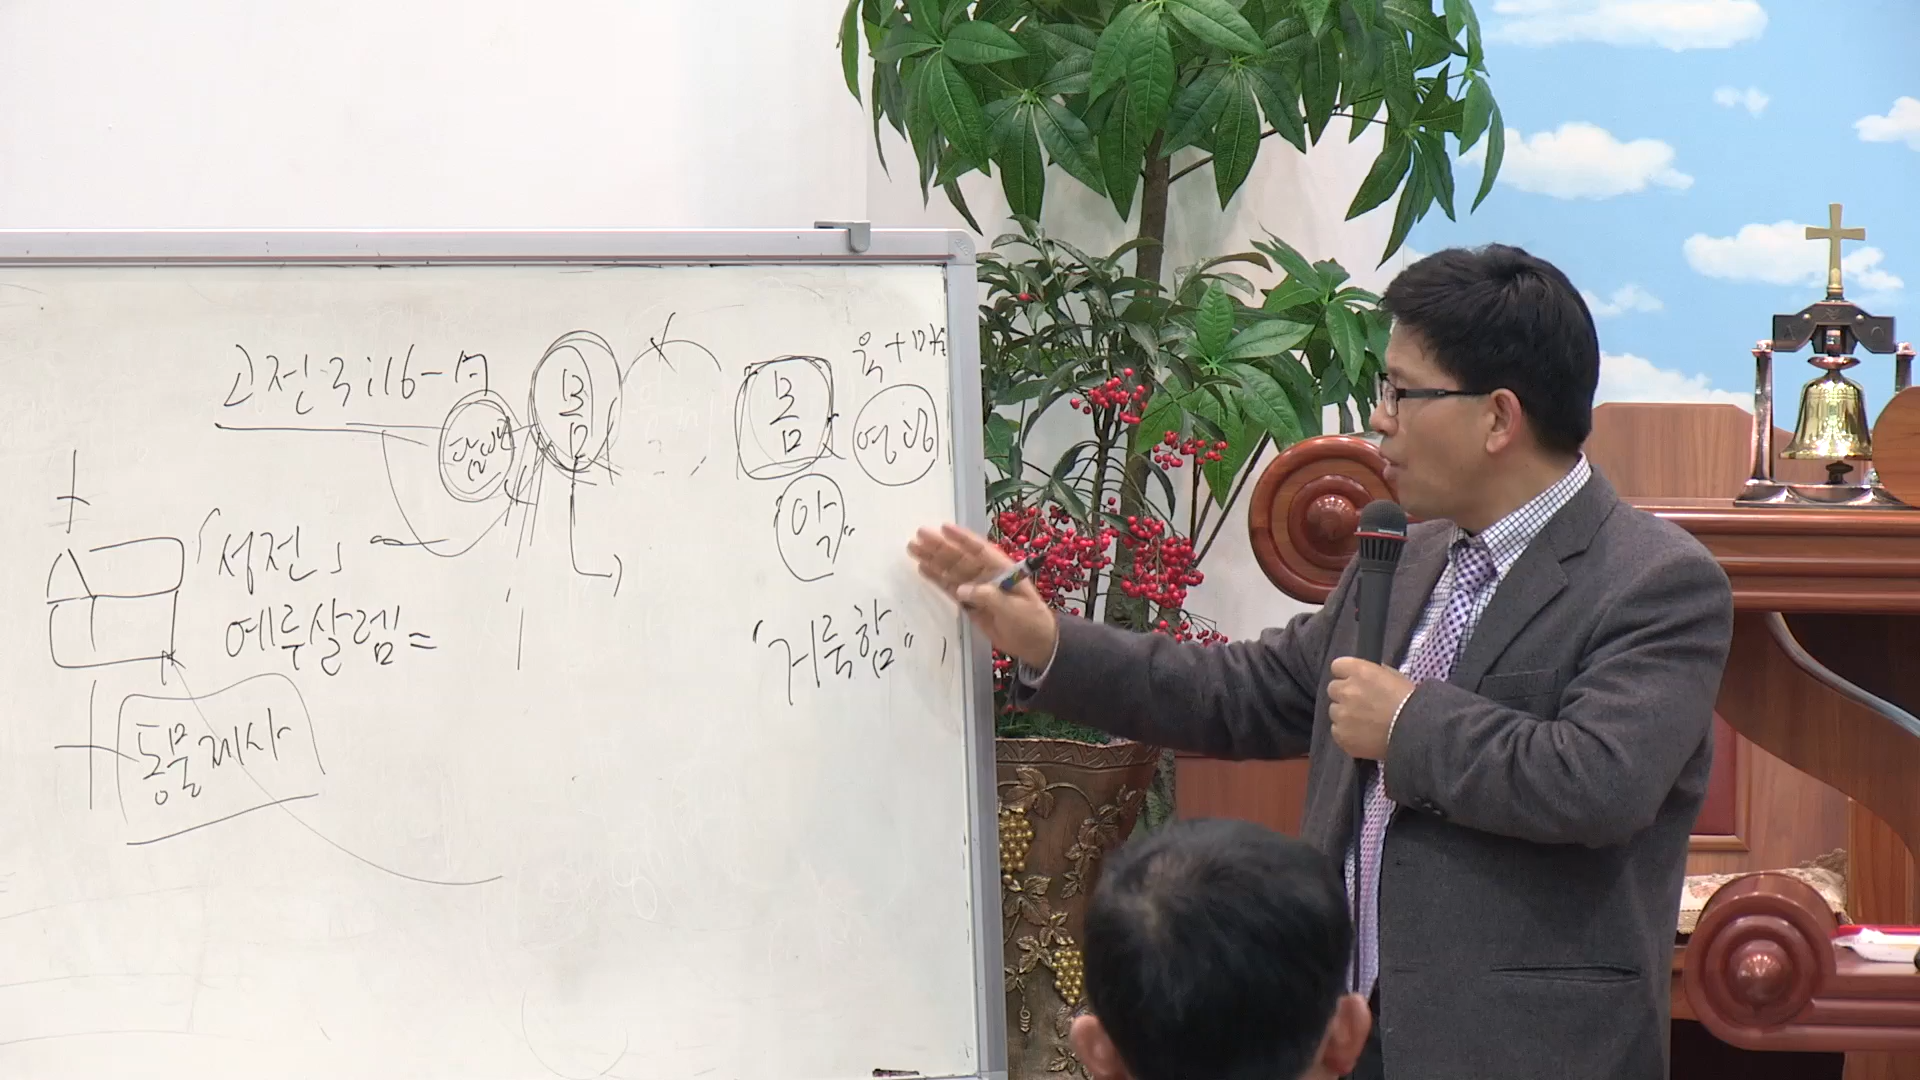 고전3:16-17
몸
몸
육+마음
영혼
악"
「성전」
예루살렘=
"거룩함",
동물제사